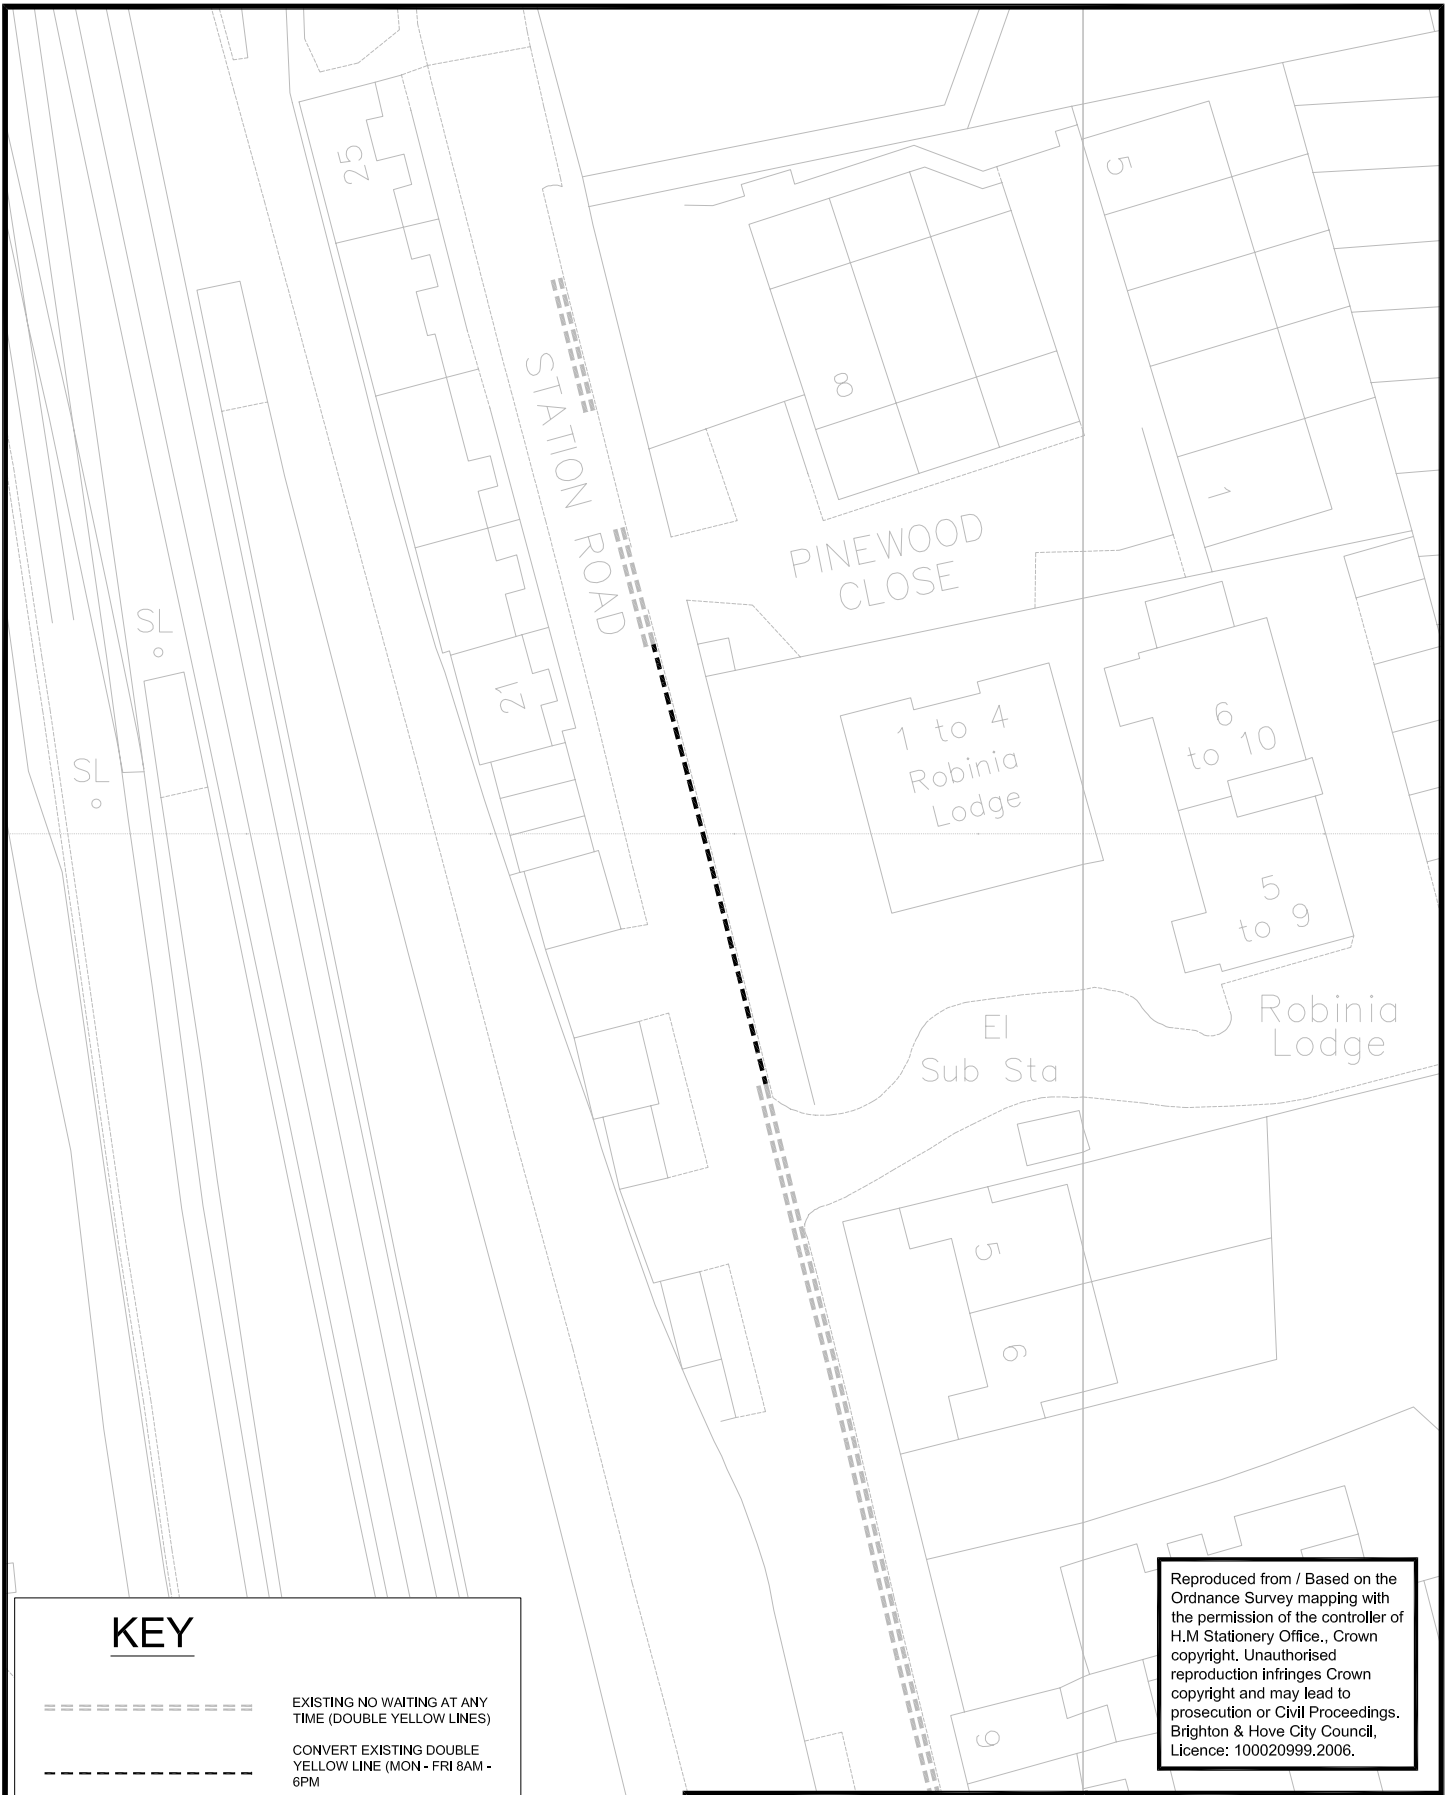 25
5
STATION ROAD
8
1
PINEWOOD
CLOSE
SL
21
1 to 4
Robinia
Lodge
6
to 10
SL
5
to 9
El
Sub Sta
Robinia
Lodge
5
6
9
KEY
EXISTING NO WAITING AT ANY
TIME (DOUBLE YELLOW LINES)
CONVERT EXISTING DOUBLE
YELLOW LINE (MON - FRI 8AM -
6PM
Reproduced from / Based on the
Ordnance Survey mapping with
the permission of the controller of
H.M Stationery Office., Crown
copyright. Unauthorised
reproduction infringes Crown
copyright and may lead to
prosecution or Civil Proceedings.
Brighton & Hove City Council,
Licence: 100020999.2006.